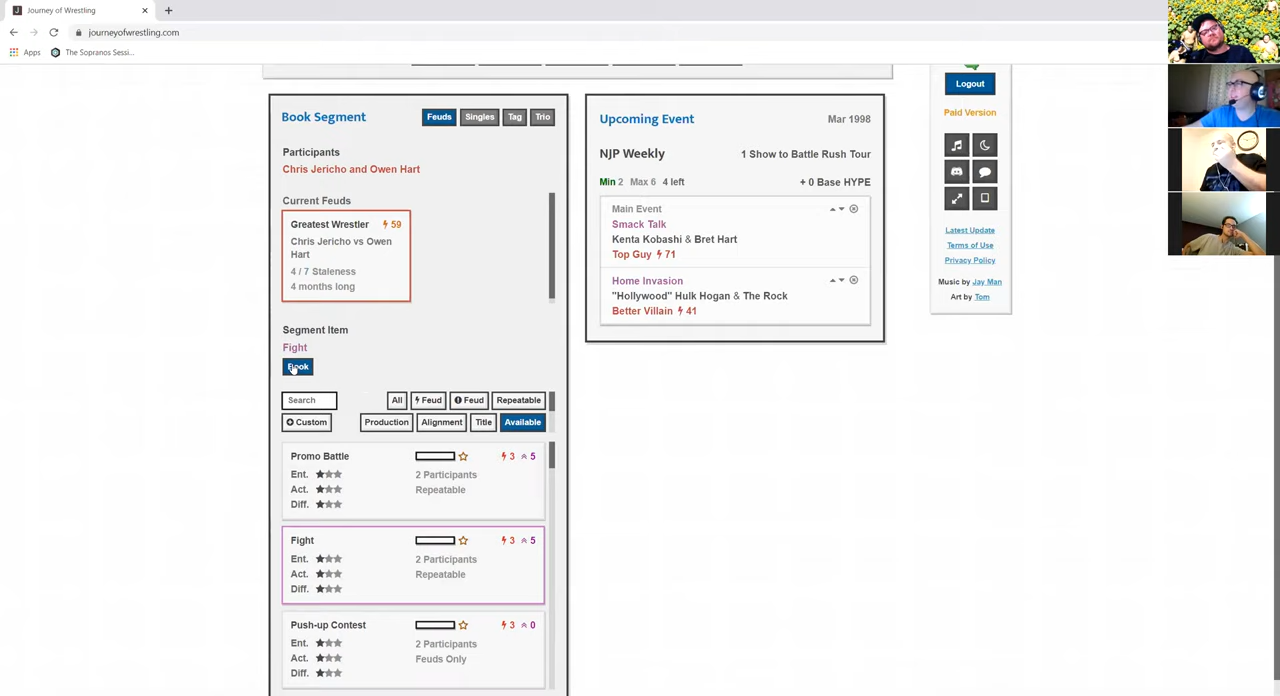 Journey of Wrestling
journeyofwrestling.com
Apps
The Sopranos Sessi...
Book Segment
Feuds
Singles
Tag
Trio
Participants
Chris Jericho and Owen Hart
Current Feuds
Greatest Wrestler 59
Chris Jericho vs Owen
Hart
4 / 7 Staleness
4 months long
Segment Item
Fight
Book
Search
All
Feud
Feud
Repeatable
Custom
Production
Alignment
Title
Available
Promo Battle 3 5
Ent. 2 Participants
Act. Repeatable
Diff.
Fight 3 5
Ent. 2 Participants
Act. Repeatable
Diff.
Push-up Contest 3 0
Ent. 2 Participants
Act. Feuds Only
Diff.
Upcoming Event Mar 1998
NJP Weekly 1 Show to Battle Rush Tour
Min 2 Max 6 4 left + 0 Base HYPE
Main Event
Smack Talk
Kenta Kobashi & Bret Hart
Top Guy 71
Home Invasion
"Hollywood" Hulk Hogan & The Rock
Better Villain 41
Logout
Paid Version
Latest Update
Terms of Use
Privacy Policy
Music by Jay Man
Art by Tom